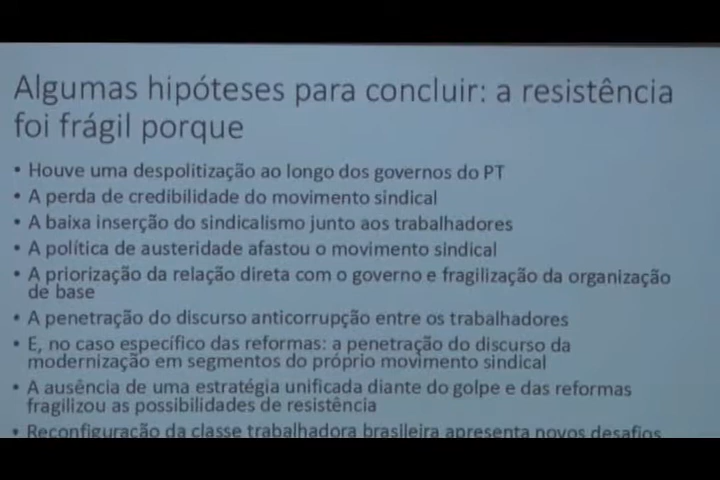 Algumas hipóteses para concluir: a resistência
foi frágil porque
• Houve uma despolitização ao longo dos governos do PT
• A perda de credibilidade do movimento sindical
• A baixa inserção do sindicalismo junto aos trabalhadores
• A política de austeridade afastou o movimento sindical
• A priorização da relação direta com o governo e fragilização da organização
de base
• A penetração do discurso anticorrupção entre os trabalhadores
• E, no caso específico das reformas: a penetração do discurso da
modernização em segmentos do próprio movimento sindical
• A ausência de uma estratégia unificada diante do golpe e das reformas
fragilizou as possibilidades de resistência
• Reconfiguração da classe trabalhadora brasileira apresenta novos desafios